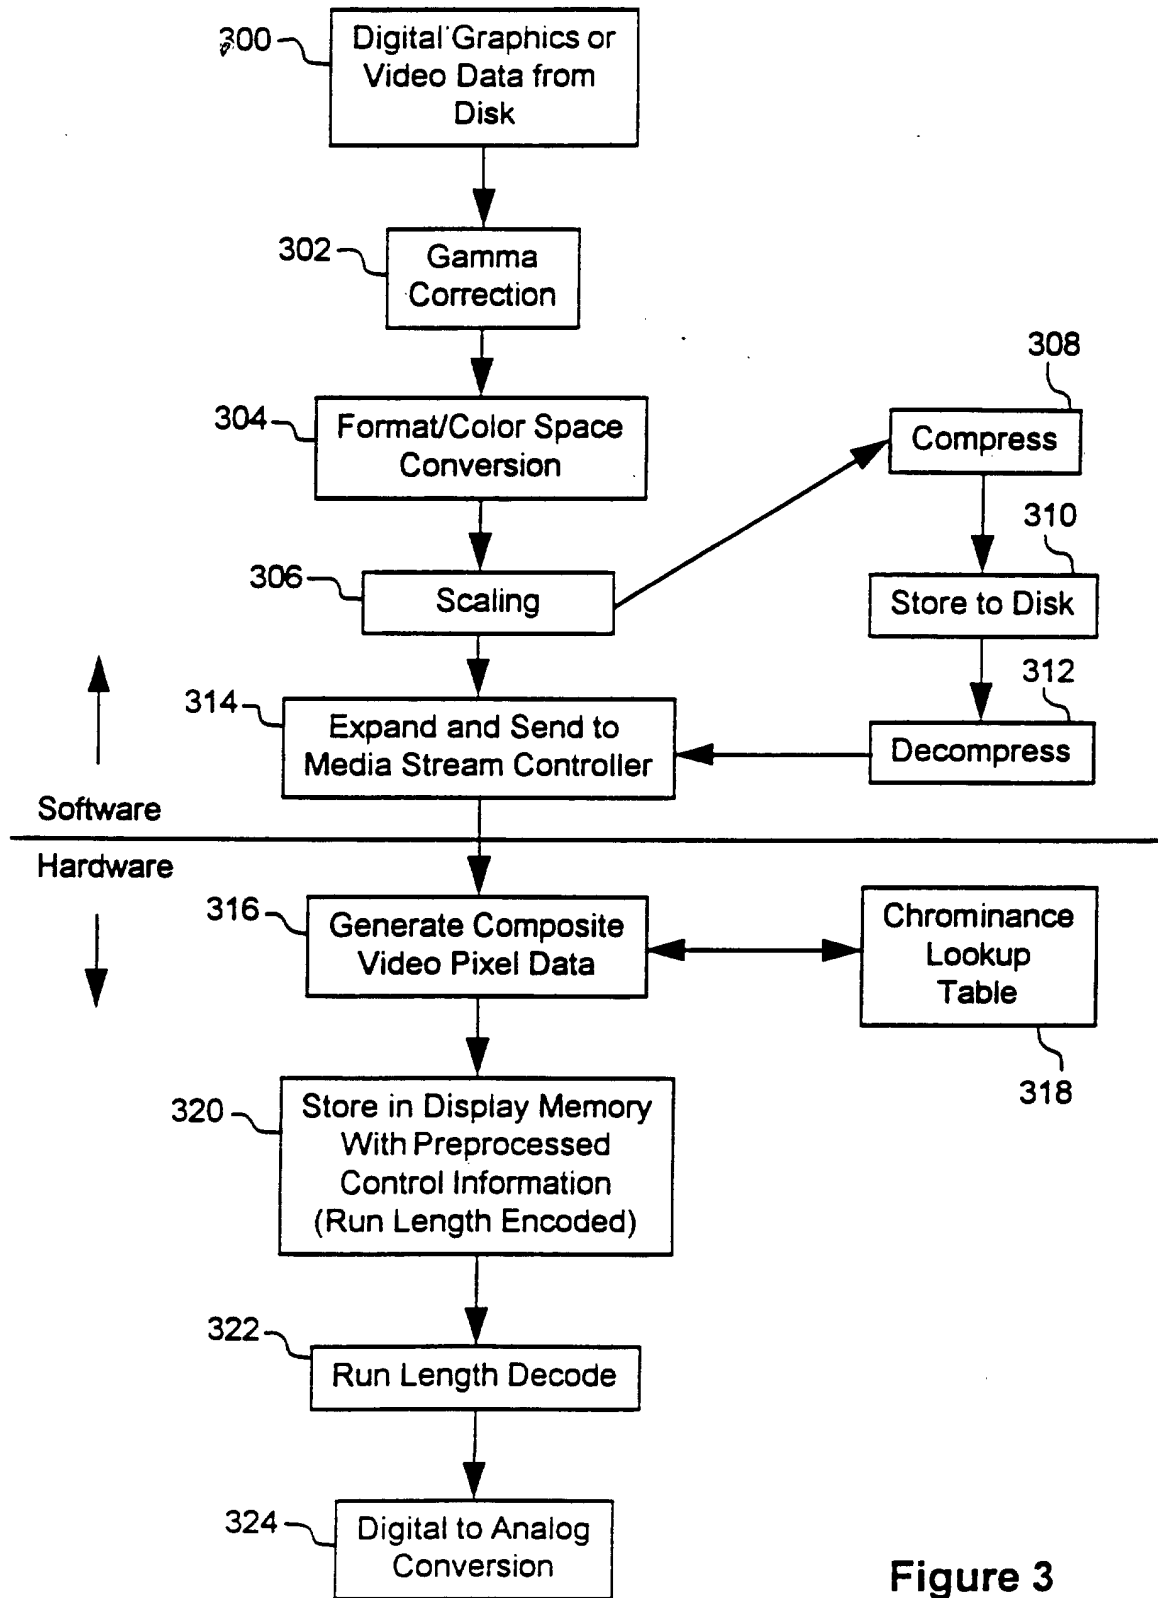 300
Digital Graphics or
Video Data from
Disk
302
Gamma
Correction
304
Format/Color Space
Conversion
306
Scaling
308
Compress
310
Store to Disk
312
Decompress
314
Expand and Send to
Media Stream Controller
Software
Hardware
316
Generate Composite
Video Pixel Data
Chrominance
Lookup
Table
318
320
Store in Display Memory
With Preprocessed
Control Information
(Run Length Encoded)
322
Run Length Decode
324
Digital to Analog
Conversion
Figure 3